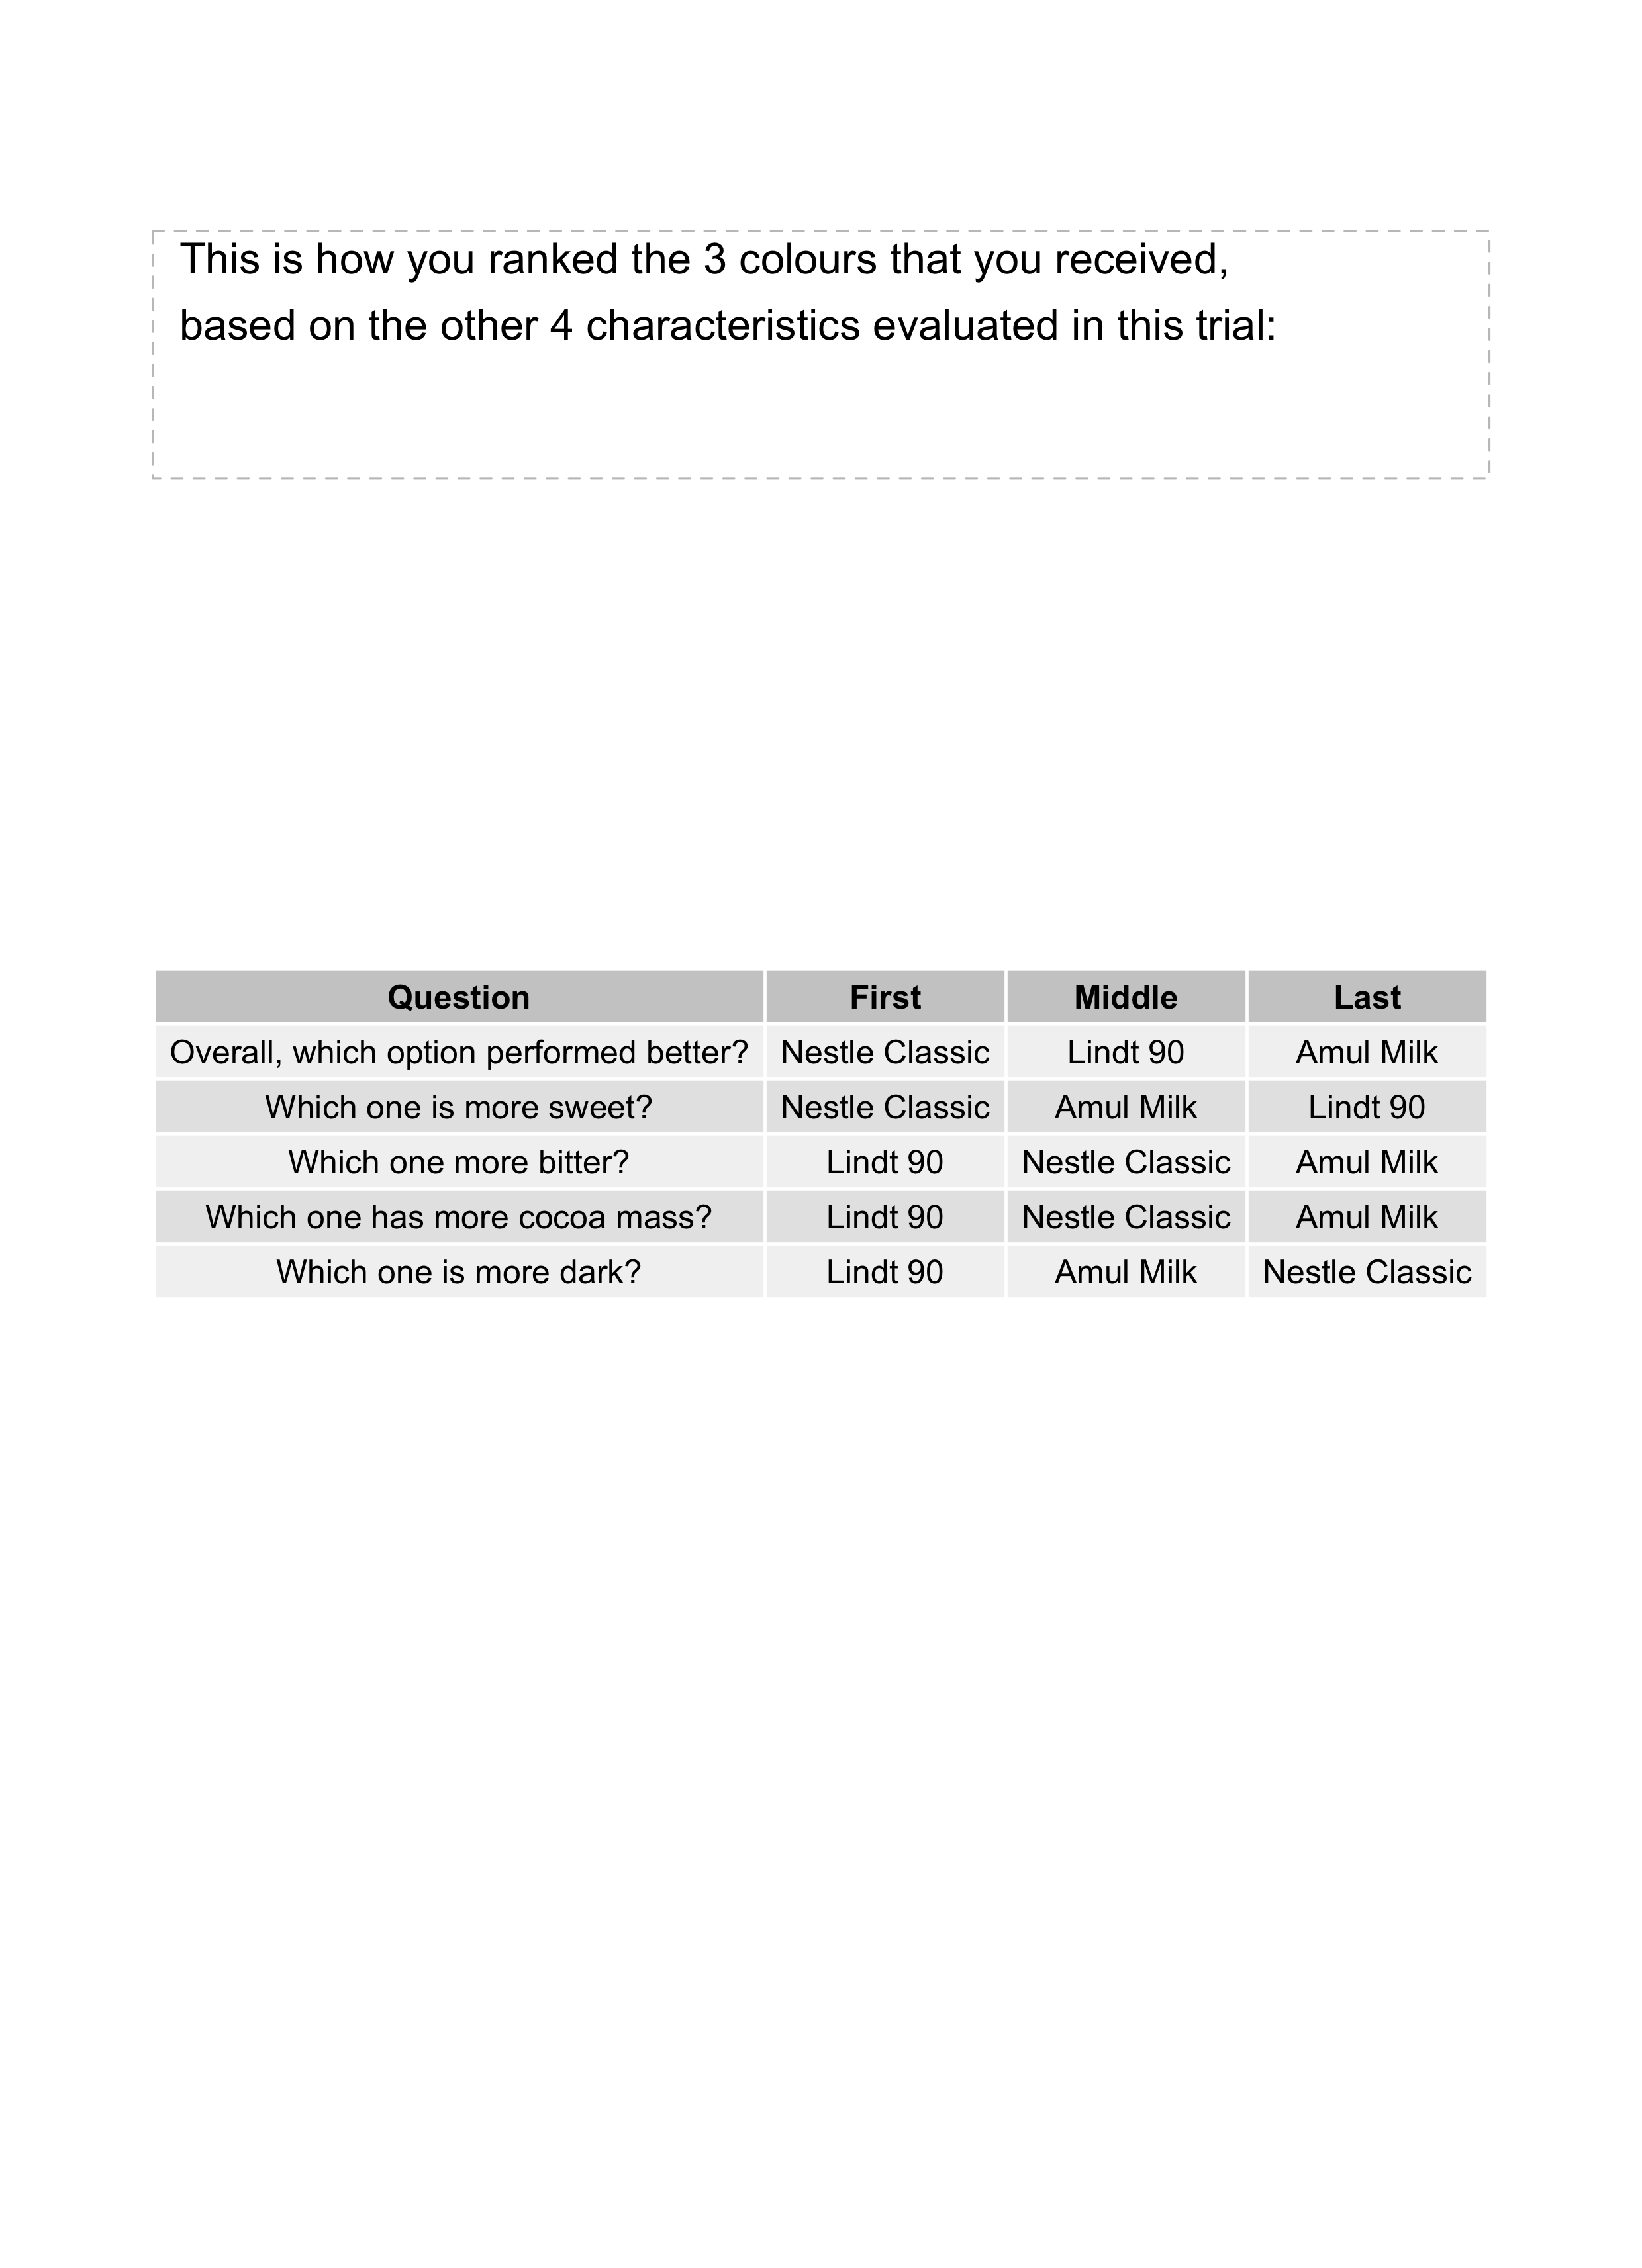 This is how you ranked the 3 colours that you received,
based on the other 4 characteristics evaluated in this trial:
Question First Middle Last
Overall, which option performed better? Nestle Classic Lindt 90 Amul Milk
Which one is more sweet? Nestle Classic Amul Milk Lindt 90
Which one more bitter? Lindt 90 Nestle Classic Amul Milk
Which one has more cocoa mass? Lindt 90 Nestle Classic Amul Milk
Which one is more dark? Lindt 90 Amul Milk Nestle Classic